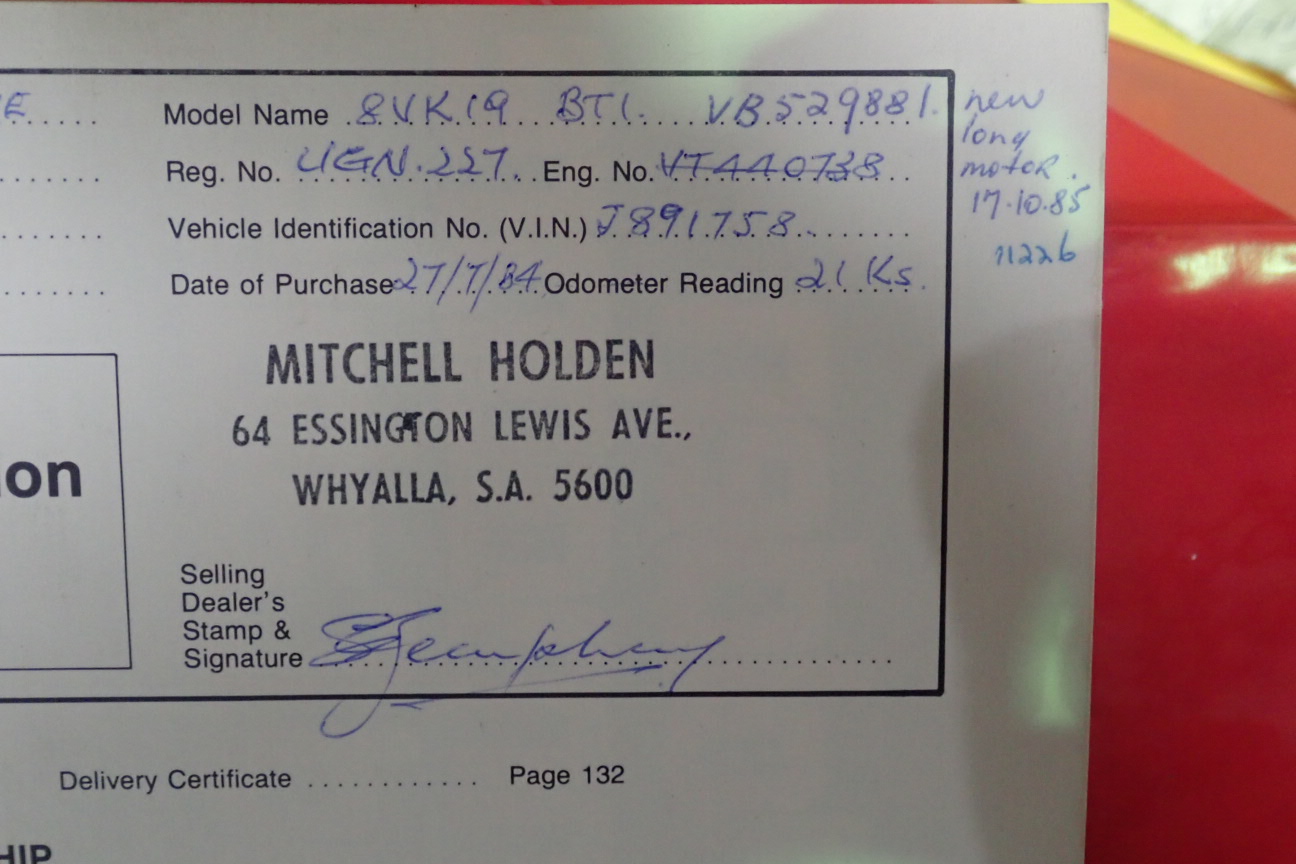 E..... Model Name .8VK.19 BT1..... VB529881. new
long
Reg. No. UGN.227... Eng. No. VT440738 .. motor.
17.10.85
Vehicle Identification No. (V.I.N.) J891758.........
11226
Date of Purchase 27/7/84 Odometer Reading 21 Ks.
MITCHELL HOLDEN
64 ESSINGTON LEWIS AVE.,
on
WHYALLA, S.A. 5600
Selling
Dealer's
Stamp &
Signature
Delivery Certificate ............ Page 132
HIP